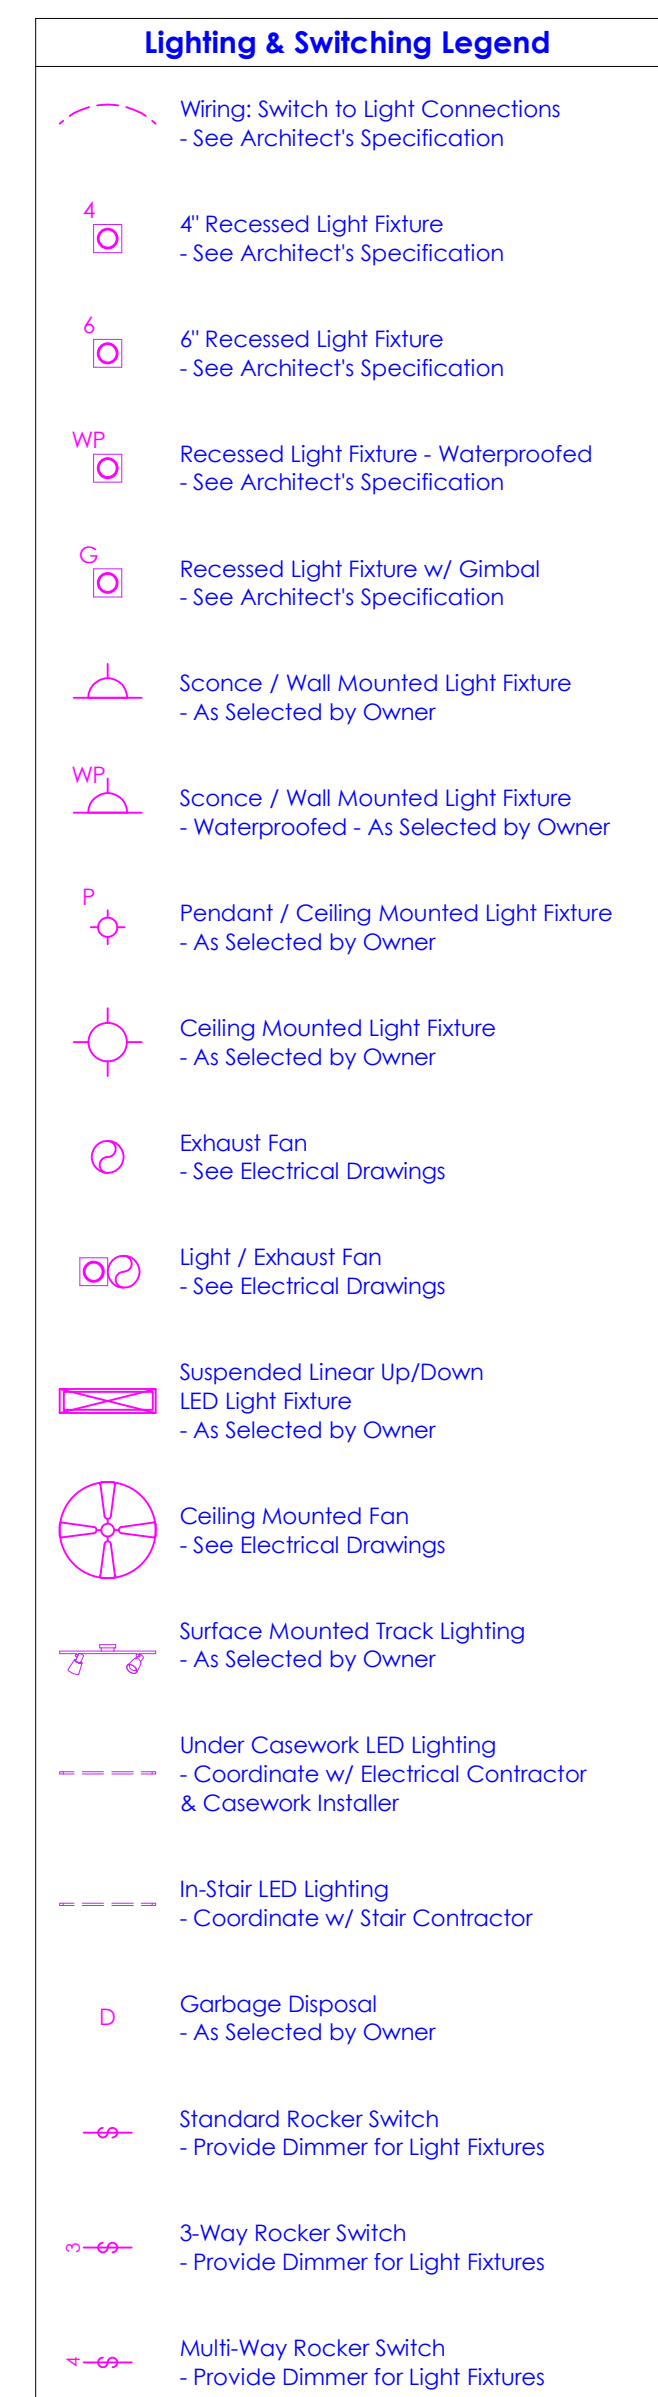 Lighting & Switching Legend
Wiring: Switch to Light Connections
- See Architect's Specification
4
4" Recessed Light Fixture
- See Architect's Specification
6
6" Recessed Light Fixture
- See Architect's Specification
WP
Recessed Light Fixture - Waterproofed
- See Architect's Specification
G
Recessed Light Fixture w/ Gimbal
- See Architect's Specification
Sconce / Wall Mounted Light Fixture
- As Selected by Owner
WP
Sconce / Wall Mounted Light Fixture
- Waterproofed - As Selected by Owner
P
Pendant / Ceiling Mounted Light Fixture
- As Selected by Owner
Ceiling Mounted Light Fixture
- As Selected by Owner
Exhaust Fan
- See Electrical Drawings
Light / Exhaust Fan
- See Electrical Drawings
Suspended Linear Up/Down
LED Light Fixture
- As Selected by Owner
Ceiling Mounted Fan
- See Electrical Drawings
Surface Mounted Track Lighting
- As Selected by Owner
Under Casework LED Lighting
- Coordinate w/ Electrical Contractor
& Casework Installer
In-Stair LED Lighting
- Coordinate w/ Stair Contractor
D
Garbage Disposal
- As Selected by Owner
S
Standard Rocker Switch
- Provide Dimmer for Light Fixtures
3 S
3-Way Rocker Switch
- Provide Dimmer for Light Fixtures
4 S
Multi-Way Rocker Switch
- Provide Dimmer for Light Fixtures